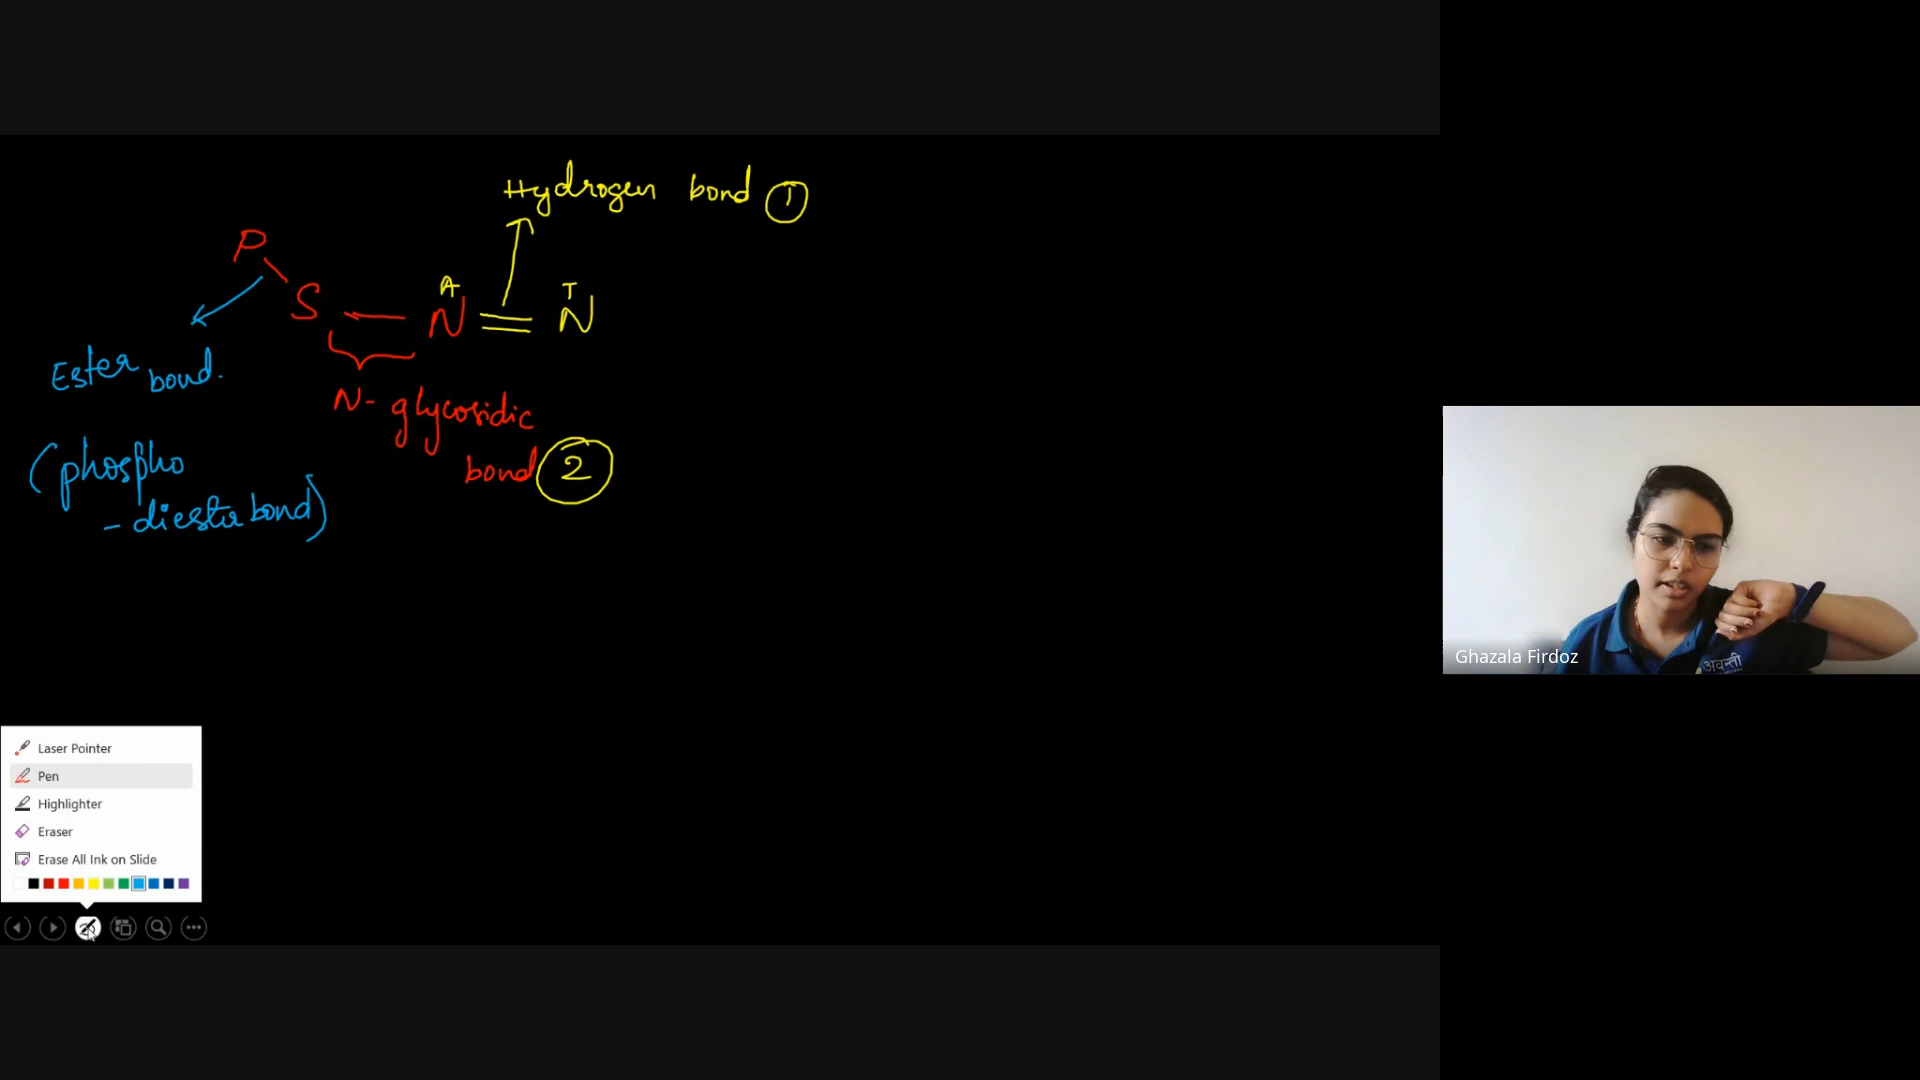 Hydrogen bond ①
P
S
A
N
T
N
Ester bond.
N- glycosidic
bond ②
(phospho
- diester bond)
Ghazala Firdoz
अवन्ती
Laser Pointer
Pen
Highlighter
Eraser
Erase All Ink on Slide